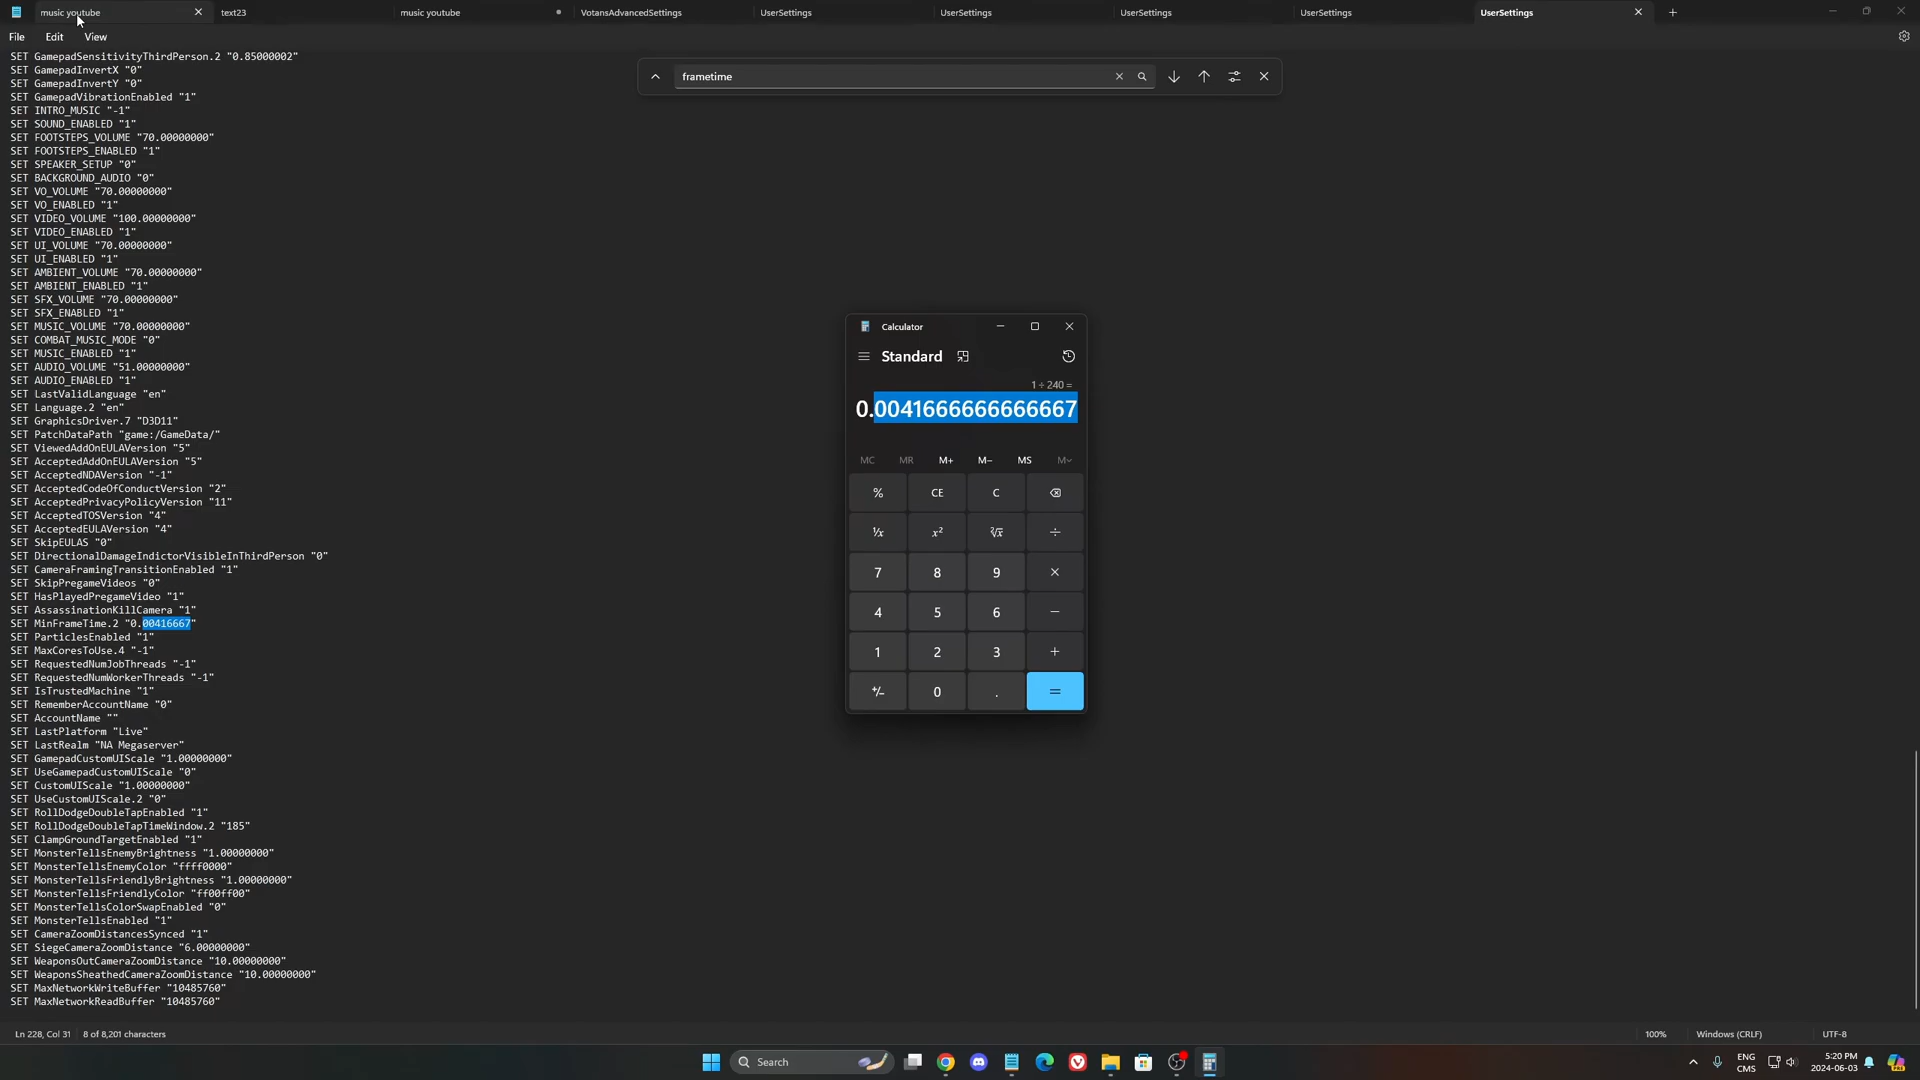 music youtube
text23
music youtube
VotansAdvancedSettings
UserSettings
UserSettings
UserSettings
UserSettings
UserSettings
File
Edit
View
frametime
SET GamepadSensitivityThirdPerson.2 "0.85000002"
SET GamepadInvertX "0"
SET GamepadInvertY "0"
SET GamepadVibrationEnabled "1"
SET INTRO_MUSIC "-1"
SET SOUND_ENABLED "1"
SET FOOTSTEPS_VOLUME "70.00000000"
SET FOOTSTEPS_ENABLED "1"
SET SPEAKER_SETUP "0"
SET BACKGROUND_AUDIO "0"
SET VO_VOLUME "70.00000000"
SET VO_ENABLED "1"
SET VIDEO_VOLUME "100.00000000"
SET VIDEO_ENABLED "1"
SET UI_VOLUME "70.00000000"
SET UI_ENABLED "1"
SET AMBIENT_VOLUME "70.00000000"
SET AMBIENT_ENABLED "1"
SET SFX_VOLUME "70.00000000"
SET SFX_ENABLED "1"
SET MUSIC_VOLUME "70.00000000"
SET COMBAT_MUSIC_MODE "0"
SET MUSIC_ENABLED "1"
SET AUDIO_VOLUME "51.00000000"
SET AUDIO_ENABLED "1"
SET LastValidLanguage "en"
SET Language.2 "en"
SET GraphicsDriver.7 "D3D11"
SET PatchDataPath "game:/GameData/"
SET ViewedAddOnEULAVersion "5"
SET AcceptedAddOnEULAVersion "5"
SET AcceptedNDAVersion "-1"
SET AcceptedCodeOfConductVersion "2"
SET AcceptedPrivacyPolicyVersion "11"
SET AcceptedTOSVersion "4"
SET AcceptedEULAVersion "4"
SET SkipEULAS "0"
SET DirectionalDamageIndictorVisibleInThirdPerson "0"
SET CameraFramingTransitionEnabled "1"
SET SkipPregameVideos "0"
SET HasPlayedPregameVideo "1"
SET AssassinationKillCamera "1"
SET MinFrameTime.2 "0.00416667"
SET ParticlesEnabled "1"
SET MaxCoresToUse.4 "-1"
SET RequestedNumJobThreads "-1"
SET RequestedNumWorkerThreads "-1"
SET IsTrustedMachine "1"
SET RememberAccountName "0"
SET AccountName ""
SET LastPlatform "Live"
SET LastRealm "NA Megaserver"
SET GamepadCustomUIScale "1.00000000"
SET UseGamepadCustomUIScale "0"
SET CustomUIScale "1.00000000"
SET UseCustomUIScale.2 "0"
SET RollDodgeDoubleTapEnabled "1"
SET RollDodgeDoubleTapTimeWindow.2 "185"
SET ClampGroundTargetEnabled "1"
SET MonsterTellsEnemyBrightness "1.00000000"
SET MonsterTellsEnemyColor "ffff0000"
SET MonsterTellsFriendlyBrightness "1.00000000"
SET MonsterTellsFriendlyColor "ff00ff00"
SET MonsterTellsColorSwapEnabled "0"
SET MonsterTellsEnabled "1"
SET CameraZoomDistancesSynced "1"
SET SiegeCameraZoomDistance "6.00000000"
SET WeaponsOutCameraZoomDistance "10.00000000"
SET WeaponsSheathedCameraZoomDistance "10.00000000"
SET MaxNetworkWriteBuffer "10485760"
SET MaxNetworkReadBuffer "10485760"
Calculator
Standard
1 ÷ 240 =
0.0041666666666667
MC MR M+ M− MS M˅
% CE C
¹⁄x x² ²√x ÷
7 8 9 ×
4 5 6 −
1 2 3 +
+/− 0 . =
Ln 228, Col 31
8 of 8,201 characters
100%
Windows (CRLF)
UTF-8
Search
ENG
CMS
5:20 PM
2024-06-03